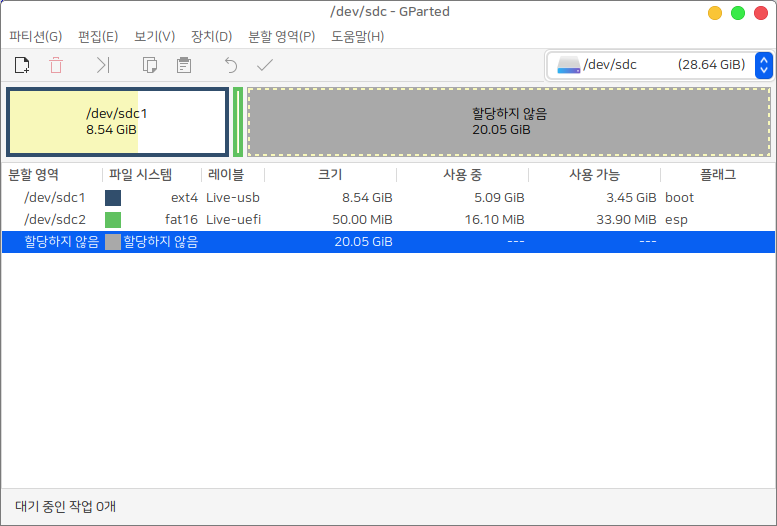 /dev/sdc - GParted
파티션(G) 편집(E) 보기(V) 장치(D) 분할 영역(P) 도움말(H)
/dev/sdc (28.64 GiB)
/dev/sdc1
8.54 GiB
할당하지 않음
20.05 GiB
분할 영역 파일 시스템 레이블 크기 사용 중 사용 가능 플래그
/dev/sdc1 ext4 Live-usb 8.54 GiB 5.09 GiB 3.45 GiB boot
/dev/sdc2 fat16 Live-uefi 50.00 MiB 16.10 MiB 33.90 MiB esp
할당하지 않음 할당하지 않음 20.05 GiB --- ---
대기 중인 작업 0개